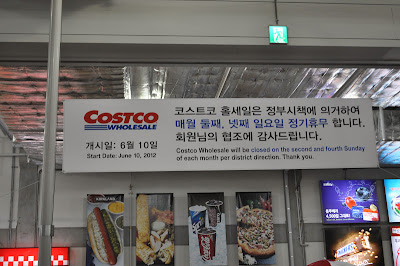 COSTCO
WHOLESALE
개시일: 6월 10일
Start Date: June 10, 2012
코스트코 홀세일은 정부시책에 의거하여
매월 둘째, 넷째 일요일 정기휴무 합니다.
회원님의 협조에 감사드립니다.
Costco Wholesale will be closed on the second and fourth Sunday
of each month per district direction. Thank you.
KIRKLAND